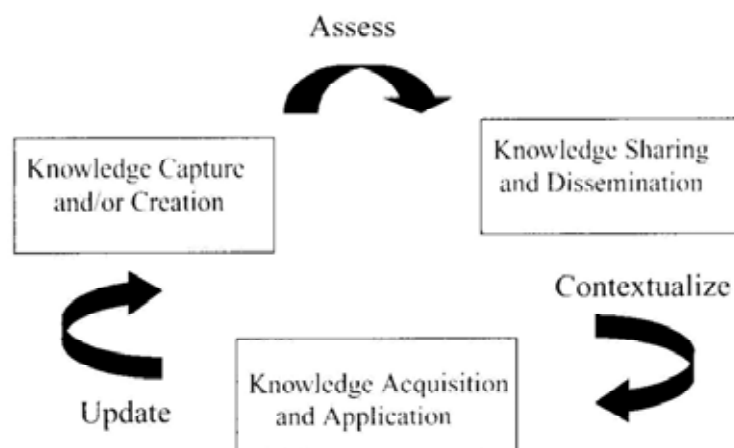 Assess
Knowledge Capture
and/or Creation
Knowledge Sharing
and Dissemination
Contextualize
Knowledge Acquisition
and Application
Update